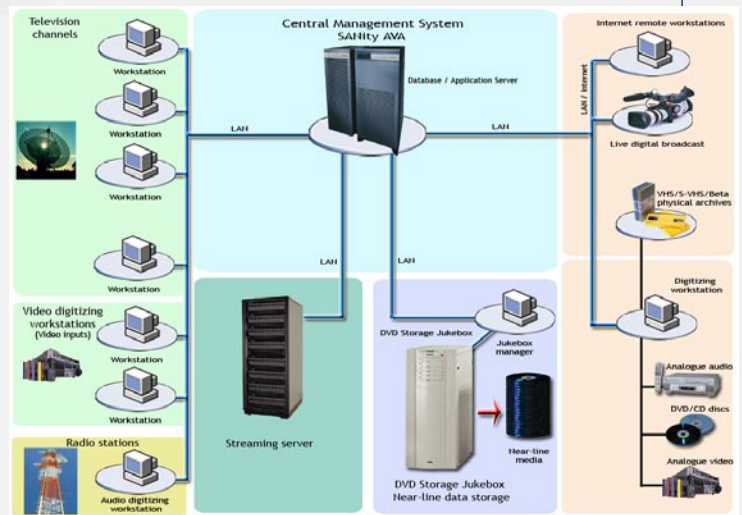 Television
channels
Workstation
Workstation
Workstation
Workstation
Video digitizing
workstations
(Video inputs)
Workstation
Workstation
Radio stations
Audio digitizing
workstation
Central Management System
SANity AVA
Database / Application Server
LAN
LAN
LAN
LAN
Streaming server
DVD Storage Jukebox
Jukebox
manager
Near-line
media
DVD Storage Jukebox
Near-line data storage
Internet remote workstations
LAN / Internet
Live digital broadcast
VHS/S-VHS/Beta
physical archives
Digitizing
workstation
Analogue audio
DVD/CD discs
Analogue video